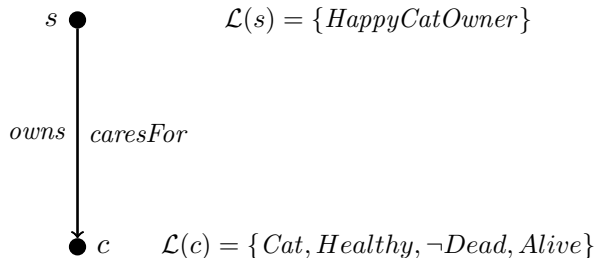 s ℒ(s) = {HappyCatOwner}
owns caresFor
c ℒ(c) = {Cat, Healthy, ¬Dead, Alive}